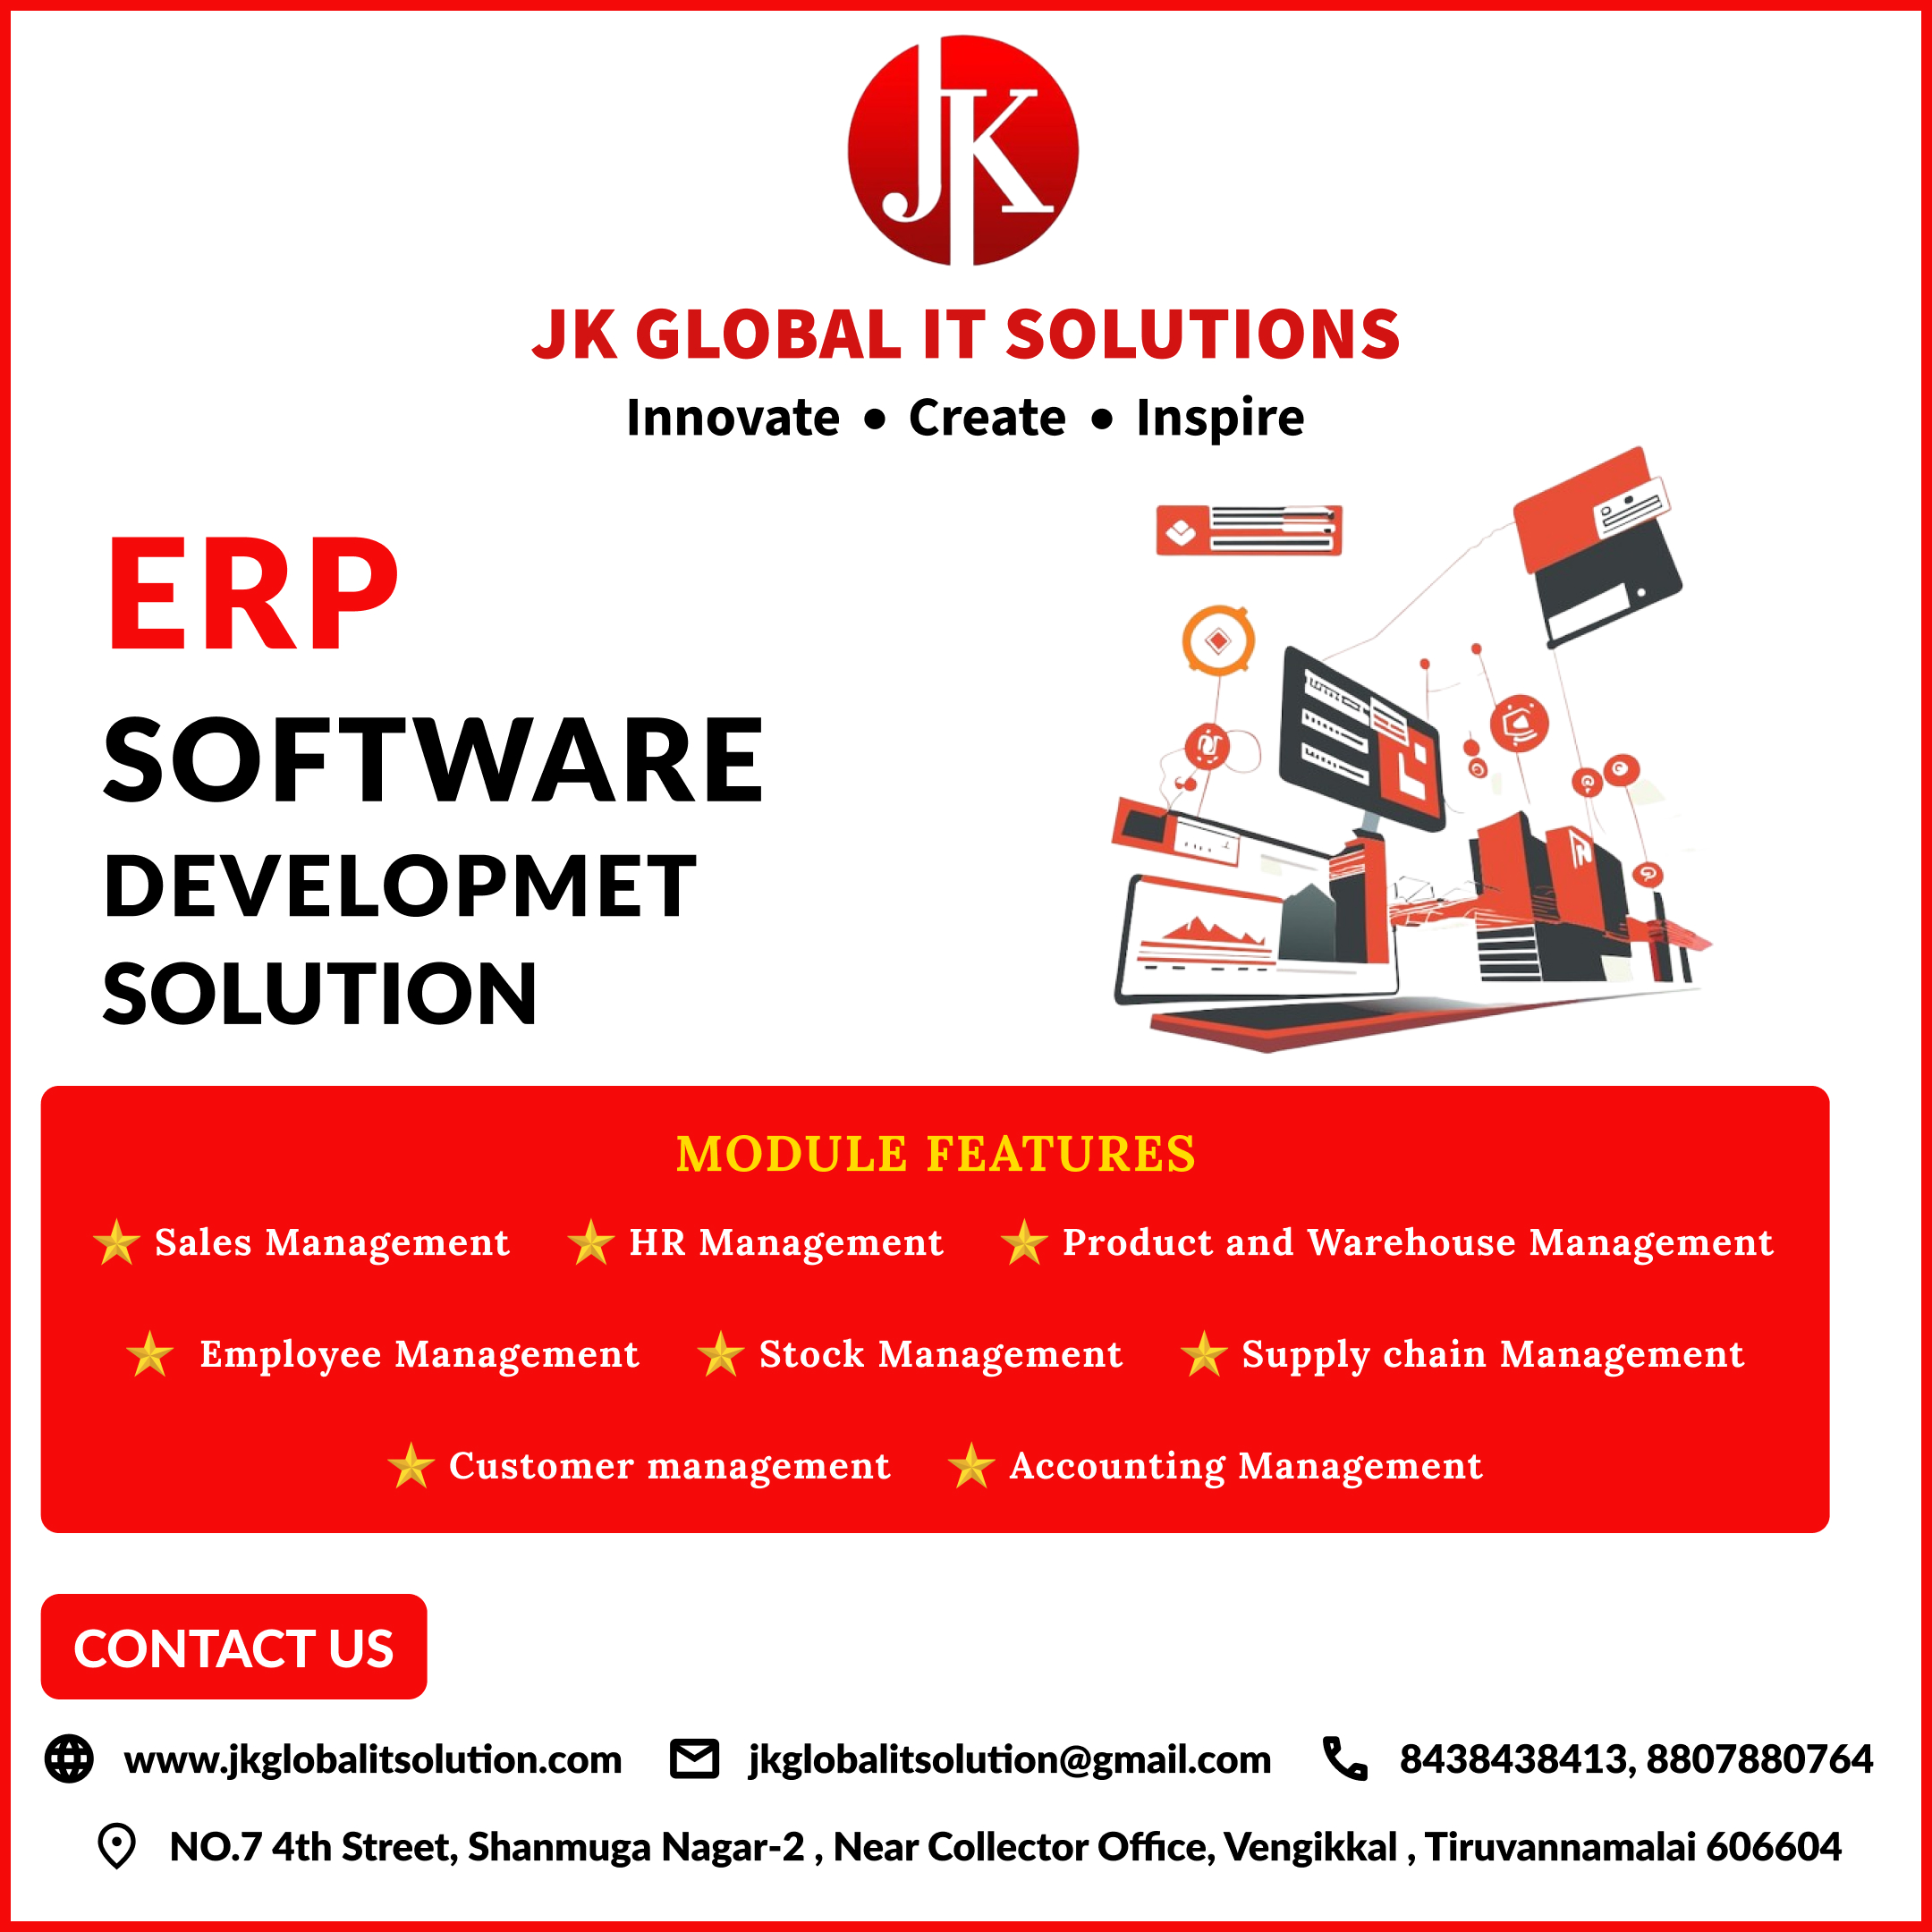 JK
JK GLOBAL IT SOLUTIONS
Innovate • Create • Inspire
ERP
SOFTWARE
DEVELOPMET
SOLUTION
MODULE FEATURES
Sales Management HR Management Product and Warehouse Management
Employee Management Stock Management Supply chain Management
Customer management Accounting Management
CONTACT US
www.jkglobalitsolution.com jkglobalitsolution@gmail.com 8438438413, 8807880764
NO.7 4th Street, Shanmuga Nagar-2 , Near Collector Office, Vengikkal , Tiruvannamalai 606604